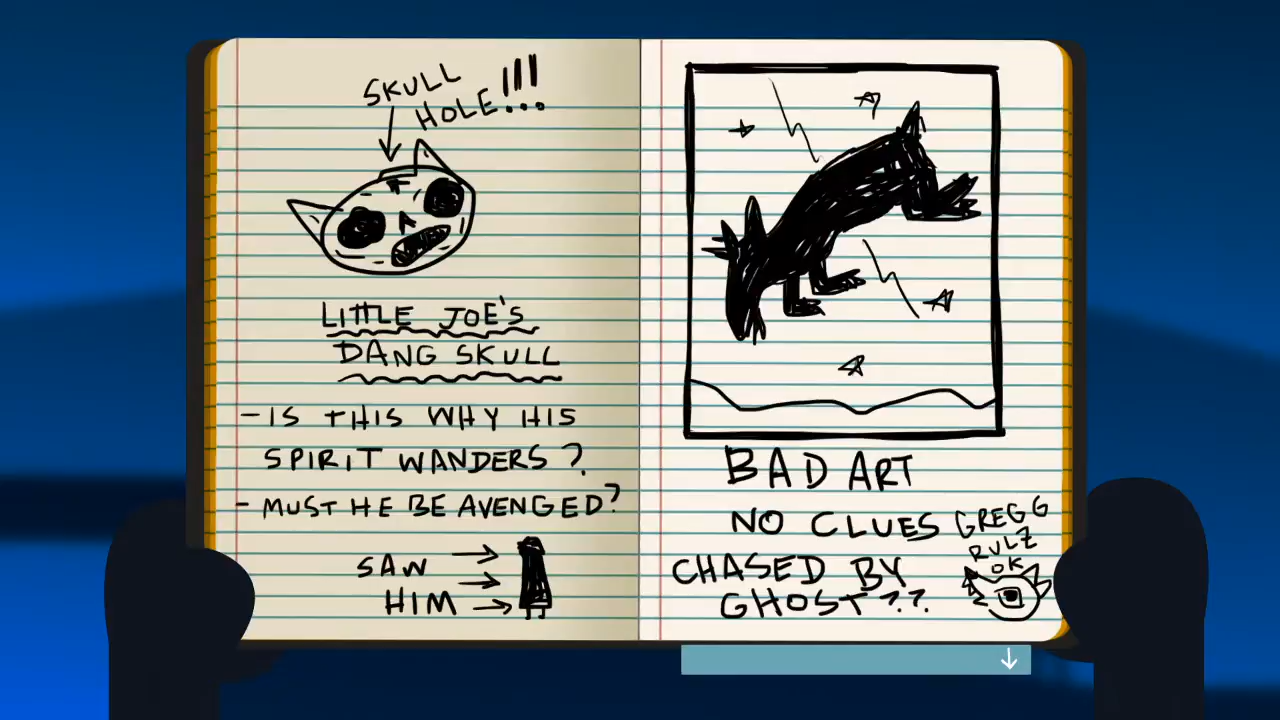 SKULL
HOLE!!!
LITTLE JOE'S
DANG SKULL
- IS THIS WHY HIS
SPIRIT WANDERS?
- MUST HE BE AVENGED?
SAW
HIM
BAD ART
NO CLUES
CHASED BY
GHOST??
GREGG
RULZ
OK